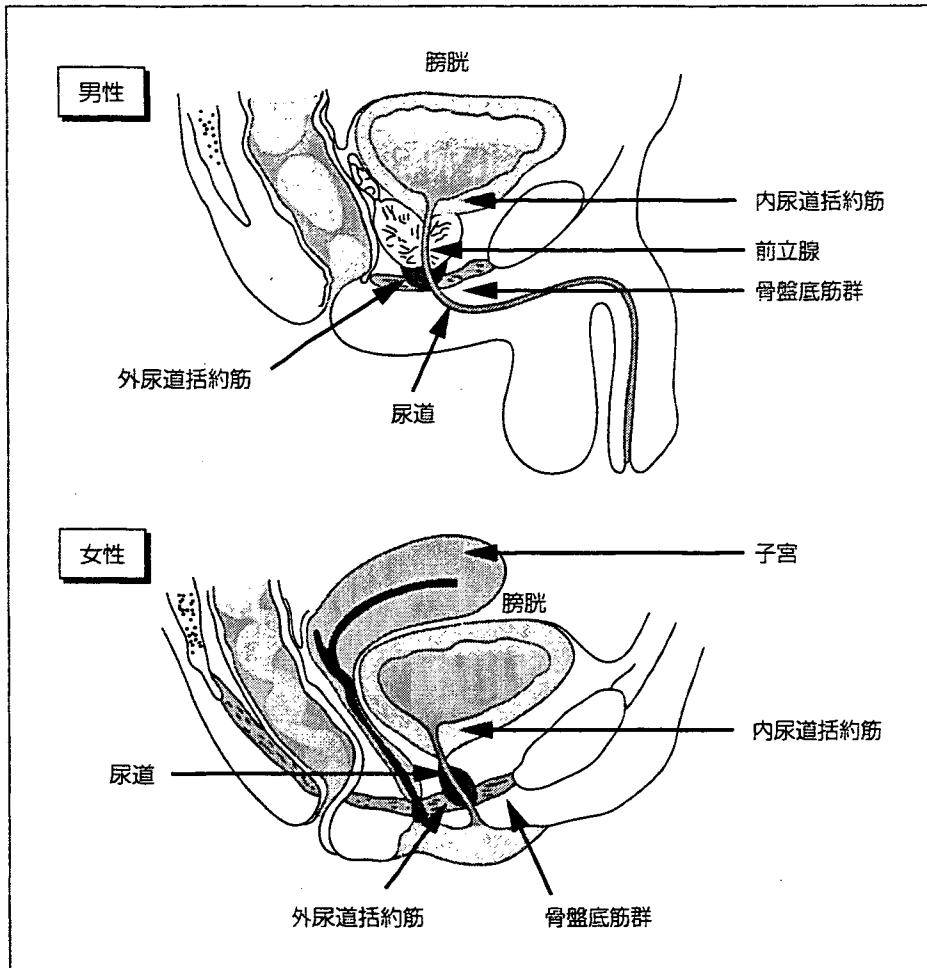 膀胱
男性
内尿道括約筋
前立腺
骨盤底筋群
外尿道括約筋
尿道
女性
子宮
膀胱
内尿道括約筋
尿道
外尿道括約筋
骨盤底筋群